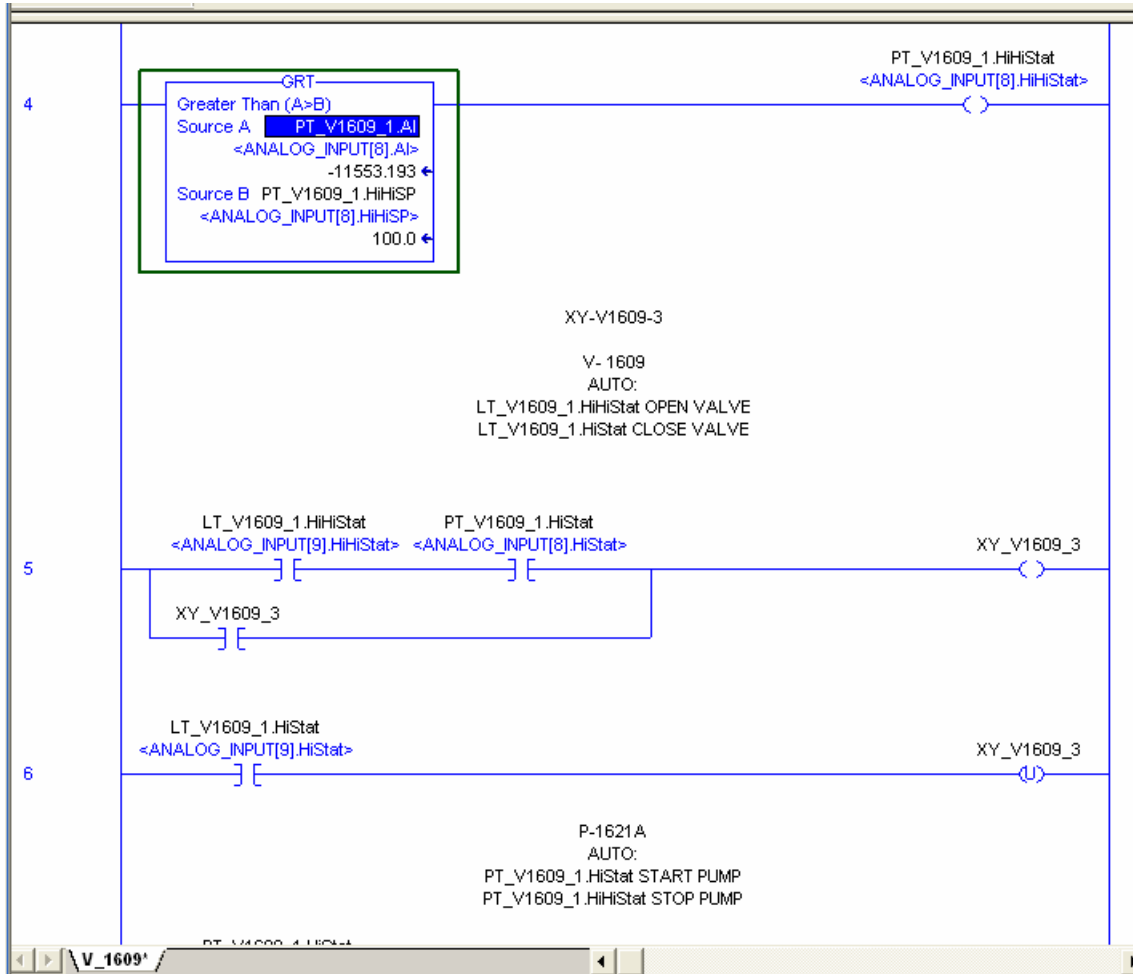 PT_V1609_1.HiHiStat
<ANALOG_INPUT[8].HiHiStat>
4
GRT
Greater Than (A>B)
Source A PT_V1609_1.AI
<ANALOG_INPUT[8].AI>
-11553.193
Source B PT_V1609_1.HiHiSP
<ANALOG_INPUT[8].HiHiSP>
100.0
XY-V1609-3
V- 1609
AUTO:
LT_V1609_1.HiHiStat OPEN VALVE
LT_V1609_1.HiStat CLOSE VALVE
LT_V1609_1.HiHiStat PT_V1609_1.HiStat
<ANALOG_INPUT[9].HiHiStat> <ANALOG_INPUT[8].HiStat> XY_V1609_3
5
XY_V1609_3
LT_V1609_1.HiStat
<ANALOG_INPUT[9].HiStat> XY_V1609_3
6 U
P-1621A
AUTO:
PT_V1609_1.HiStat START PUMP
PT_V1609_1.HiHiStat STOP PUMP
V_1609*